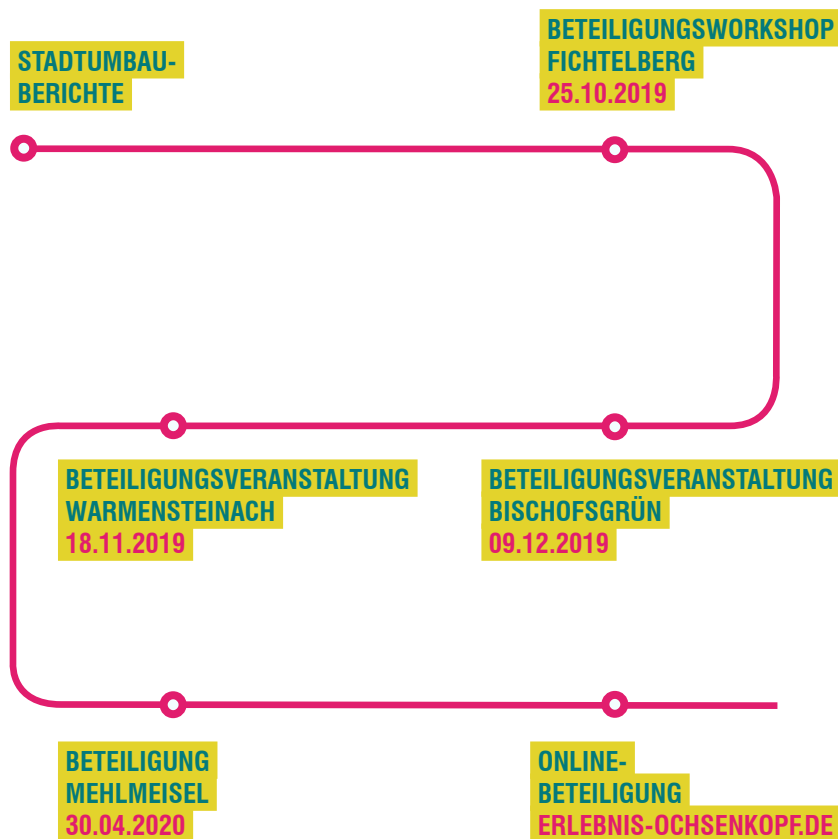 STADTUMBAU-
BERICHTE
BETEILIGUNGSWORKSHOP
FICHTELBERG
25.10.2019
BETEILIGUNGSVERANSTALTUNG
WARMENSTEINACH
18.11.2019
BETEILIGUNGSVERANSTALTUNG
BISCHOFSGRÜN
09.12.2019
BETEILIGUNG
MEHLMEISEL
30.04.2020
ONLINE-
BETEILIGUNG
ERLEBNIS-OCHSENKOPF.DE